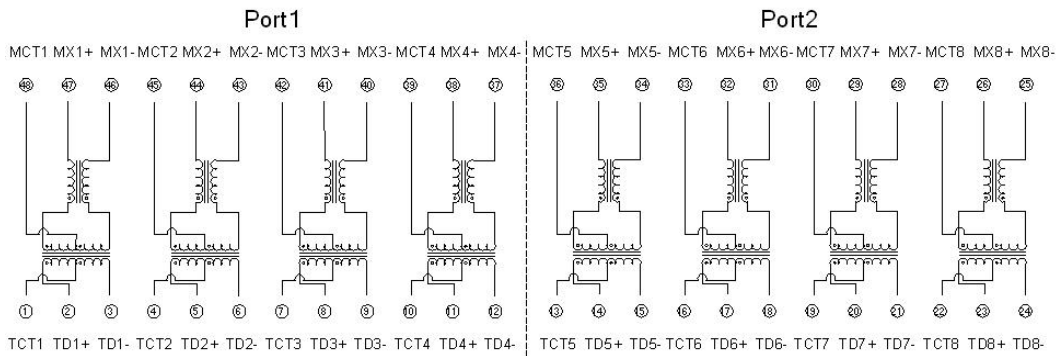 Port1 Port2
MCT1 MX1+ MX1- MCT2 MX2+ MX2- MCT3 MX3+ MX3- MCT4 MX4+ MX4- MCT5 MX5+ MX5- MCT6 MX6+ MX6- MCT7 MX7+ MX7- MCT8 MX8+ MX8-
48 47 46 45 44 43 42 41 40 39 38 37 36 35 34 33 32 31 30 29 28 27 26 25
1 2 3 4 5 6 7 8 9 10 11 12 13 14 15 16 17 18 19 20 21 22 23 24
TCT1 TD1+ TD1- TCT2 TD2+ TD2- TCT3 TD3+ TD3- TCT4 TD4+ TD4- TCT5 TD5+ TD5- TCT6 TD6+ TD6- TCT7 TD7+ TD7- TCT8 TD8+ TD8-